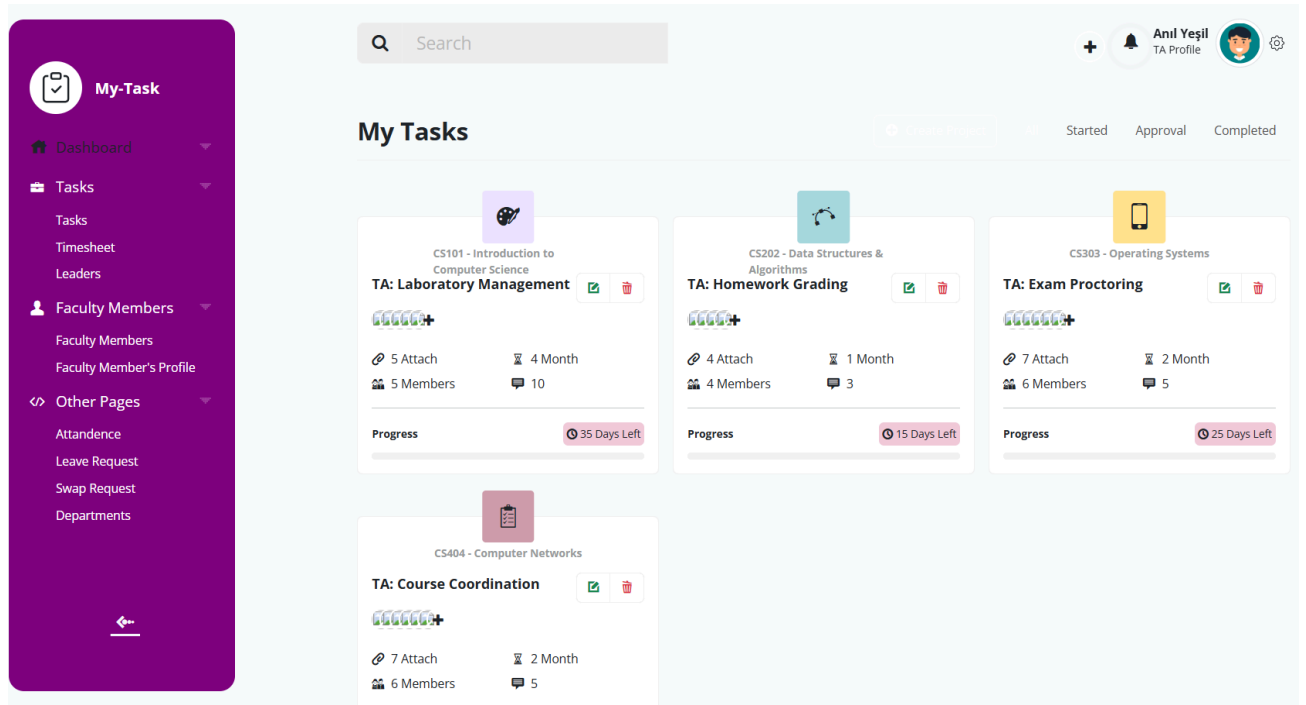 My-Task
Dashboard
Tasks
Tasks
Timesheet
Leaders
Faculty Members
Faculty Members
Faculty Member's Profile
Other Pages
Attandence
Leave Request
Swap Request
Departments
Search
Anıl Yeşil
TA Profile
My Tasks
Started Approval Completed
CS101 - Introduction to
Computer Science
TA: Laboratory Management
5 Attach 4 Month
5 Members 10
Progress 35 Days Left
CS202 - Data Structures &
Algorithms
TA: Homework Grading
4 Attach 1 Month
4 Members 3
Progress 15 Days Left
CS303 - Operating Systems
TA: Exam Proctoring
7 Attach 2 Month
6 Members 5
Progress 25 Days Left
CS404 - Computer Networks
TA: Course Coordination
7 Attach 2 Month
6 Members 5